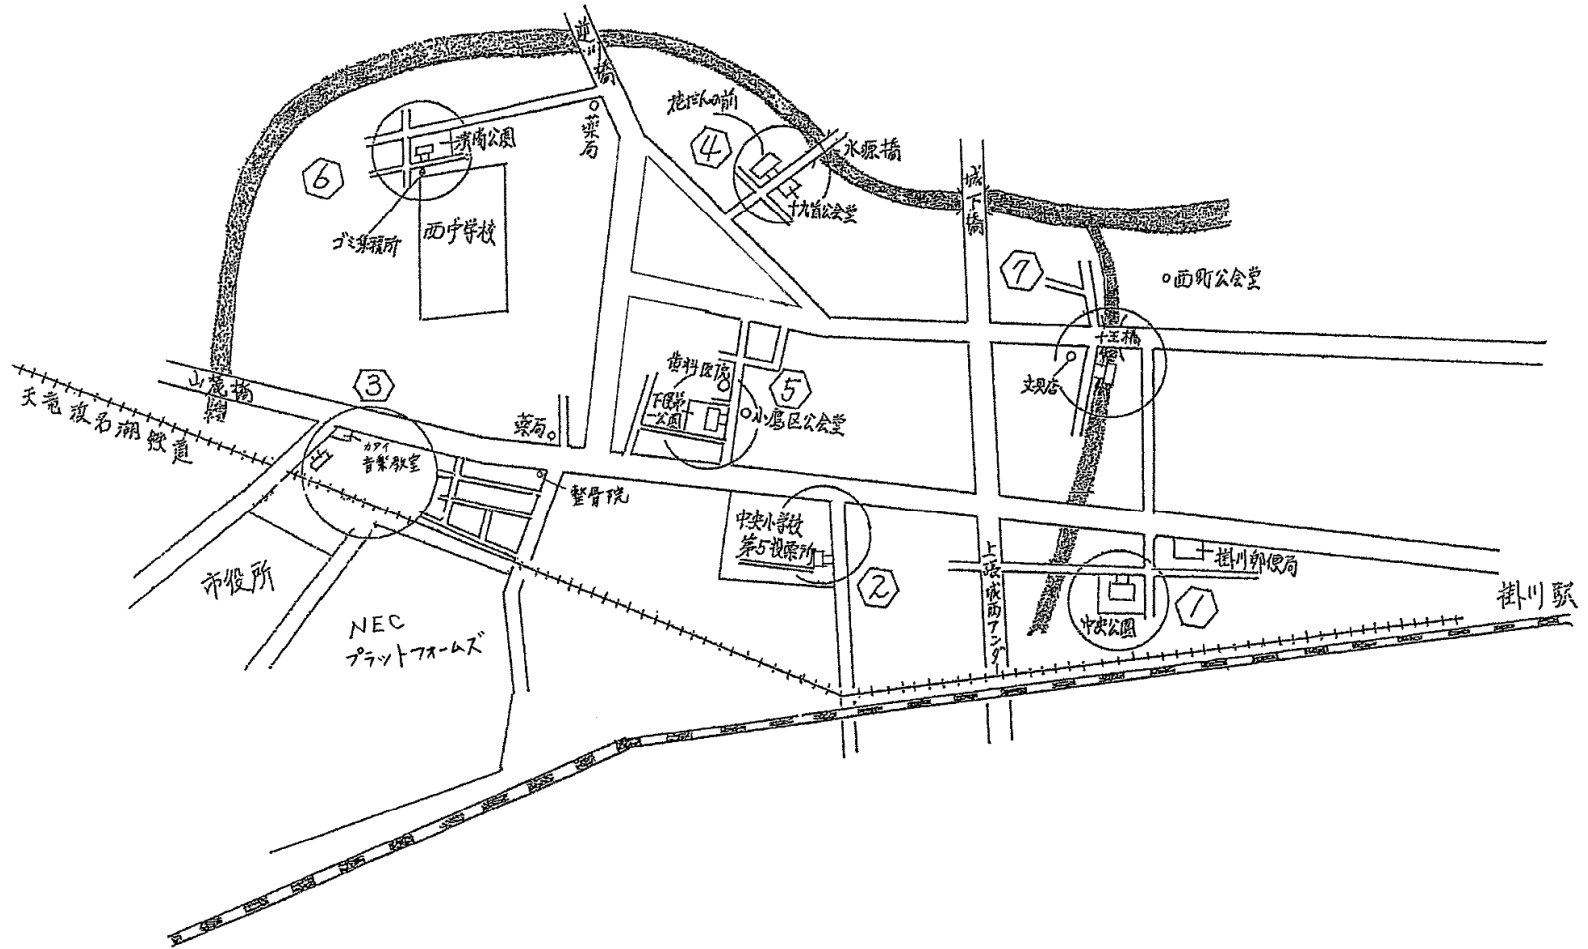 逆川橋
花だんの前
薬局
清崎公園
④
水源橋
⑥
十九首公会堂
城下橋
ゴミ集積所
西中学校
⑦
西町公会堂
十王橋
文具店
歯科医院
⑤
下俣第一公園
小鷹区公会堂
山麓橋
③
天竜浜名湖鉄道
薬局
カワイ
音楽教室
整骨院
中央小学校
第5投票所
上張城西アンダー
掛川郵便局
②
市役所
①
中央公園
掛川駅
NEC
プラットフォームズ